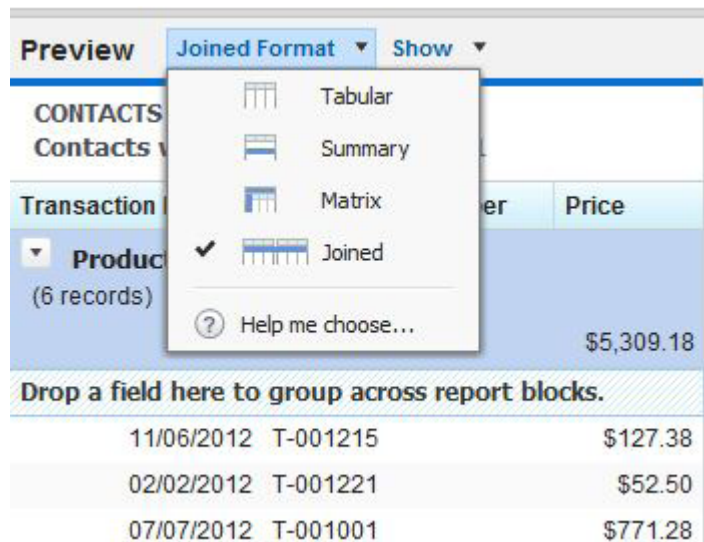 Preview Joined Format Show
Tabular
CONTACTS
Summary
Contacts
Matrix
Transaction er Price
Joined
Produc
(6 records)
? Help me choose...
$5,309.18
Drop a field here to group across report blocks.
11/06/2012 T-001215 $127.38
02/02/2012 T-001221 $52.50
07/07/2012 T-001001 $771.28